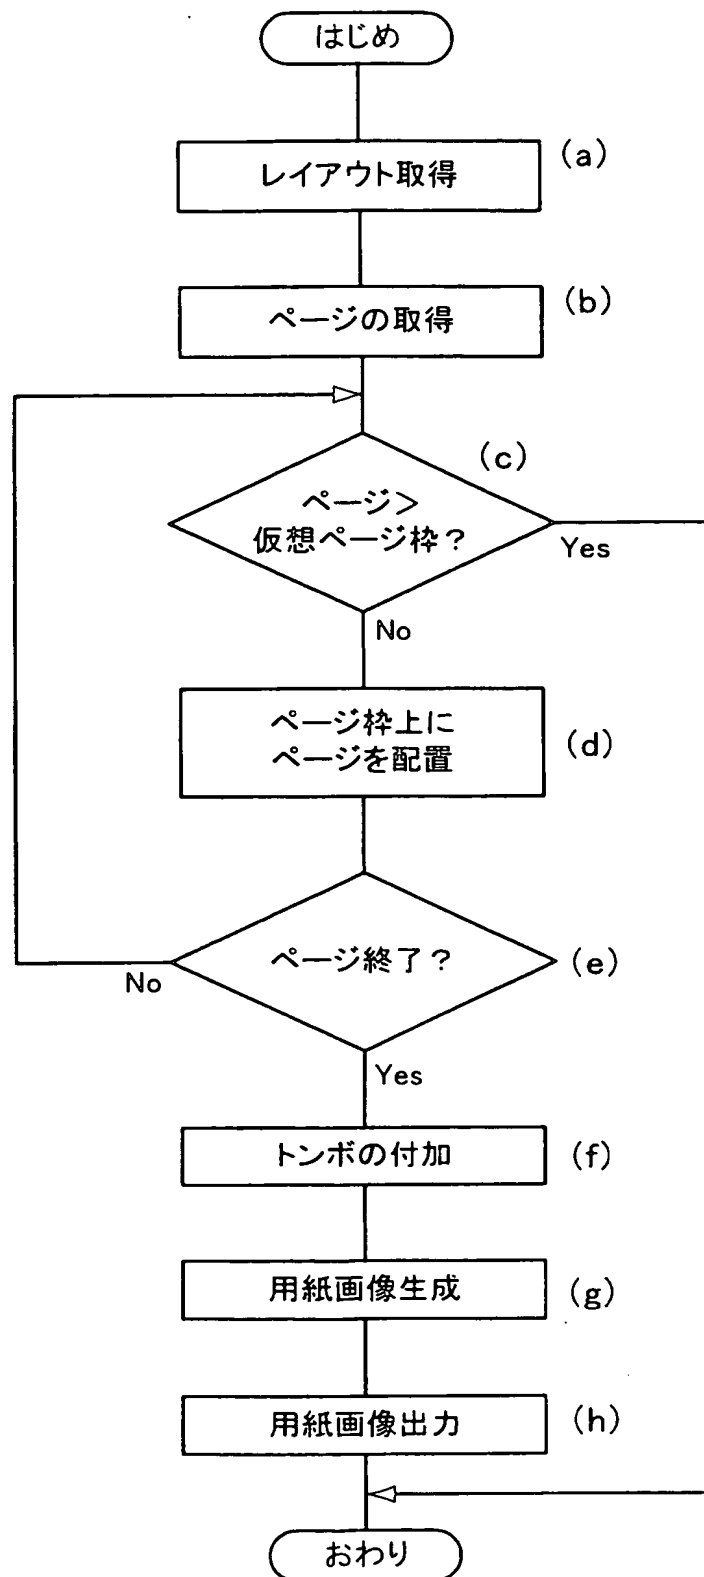 はじめ
レイアウト取得
(a)
ページの取得
(b)
(c)
ページ＞
仮想ページ枠？
Yes
No
ページ枠上に
ページを配置
(d)
ページ終了？
(e)
No
Yes
トンボの付加
(f)
用紙画像生成
(g)
用紙画像出力
(h)
おわり